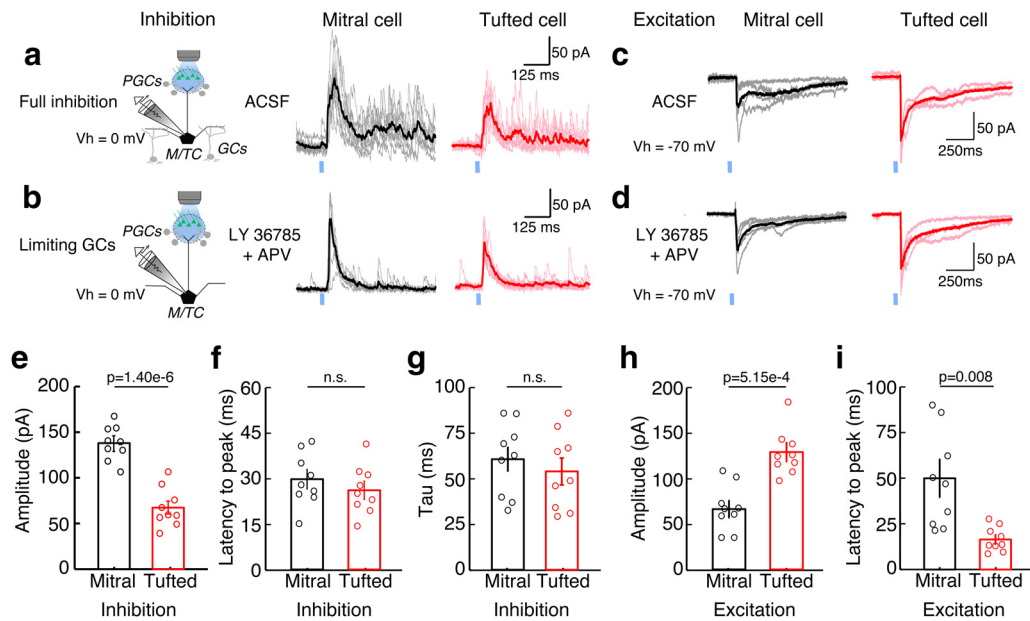 Inhibition Mitral cell Tufted cell Excitation Mitral cell Tufted cell
a
PGCs
Full inhibition
Vh = 0 mV
M/TC
GCs
ACSF
50 pA
125 ms
c
ACSF
Vh = -70 mV
50 pA
250ms
b
PGCs
Limiting GCs
Vh = 0 mV
M/TC
LY 36785
+ APV
50 pA
125 ms
d
LY 36785
+ APV
Vh = -70 mV
50 pA
250ms
e
p=1.40e-6
Amplitude (pA)
200
150
100
50
0
Mitral Tufted
Inhibition
f
n.s.
Latency to peak (ms)
60
45
30
15
0
Mitral Tufted
Inhibition
g
n.s.
Tau (ms)
100
75
50
25
0
Mitral Tufted
Inhibition
h
p=5.15e-4
Amplitude (pA)
200
150
100
50
0
Mitral Tufted
Excitation
i
p=0.008
Latency to peak (ms)
100
75
50
25
0
Mitral Tufted
Excitation